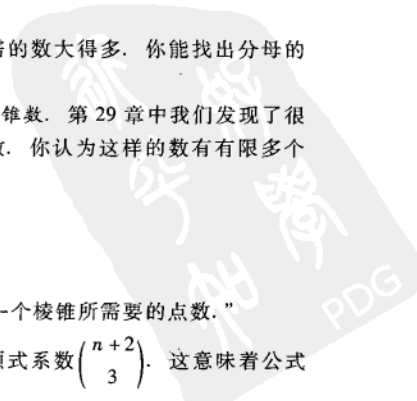 的数大得多. 你能找出分母的
锥数. 第 29 章中我们发现了很
. 你认为这样的数有有限多个
一个棱锥所需要的点数.”
式系数(n+2 3). 这意味着公式
PDG